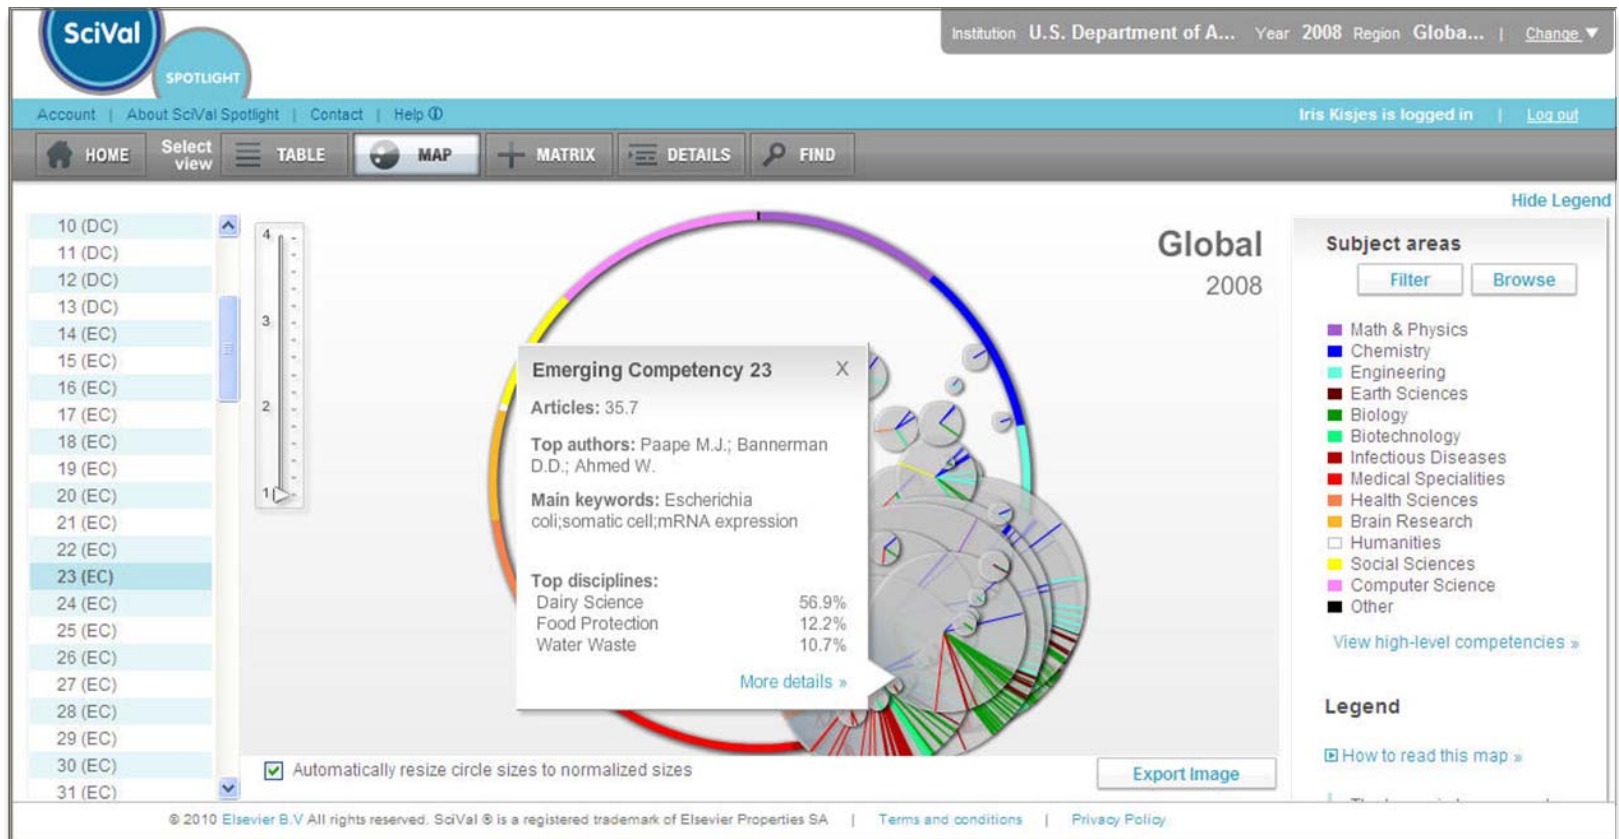 SciVal
SPOTLIGHT
Institution U.S. Department of A... Year 2008 Region Globa... | Change ▼
Account | About SciVal Spotlight | Contact | Help
Iris Kisjes is logged in | Log out
HOME Select view TABLE MAP MATRIX DETAILS FIND
Hide Legend
10 (DC)
11 (DC)
12 (DC)
13 (DC)
14 (EC)
15 (EC)
16 (EC)
17 (EC)
18 (EC)
19 (EC)
20 (EC)
21 (EC)
22 (EC)
23 (EC)
24 (EC)
25 (EC)
26 (EC)
27 (EC)
28 (EC)
29 (EC)
30 (EC)
31 (EC)
4
3
2
1
Global
2008
Emerging Competency 23 X
Articles: 35.7
Top authors: Paape M.J.; Bannerman
D.D.; Ahmed W.
Main keywords: Escherichia
coli;somatic cell;mRNA expression
Top disciplines:
Dairy Science 56.9%
Food Protection 12.2%
Water Waste 10.7%
More details »
Automatically resize circle sizes to normalized sizes
Export Image
Subject areas
Filter Browse
Math & Physics
Chemistry
Engineering
Earth Sciences
Biology
Biotechnology
Infectious Diseases
Medical Specialities
Health Sciences
Brain Research
Humanities
Social Sciences
Computer Science
Other
View high-level competencies »
Legend
How to read this map »
© 2010 Elsevier B.V All rights reserved. SciVal ® is a registered trademark of Elsevier Properties SA | Terms and conditions | Privacy Policy